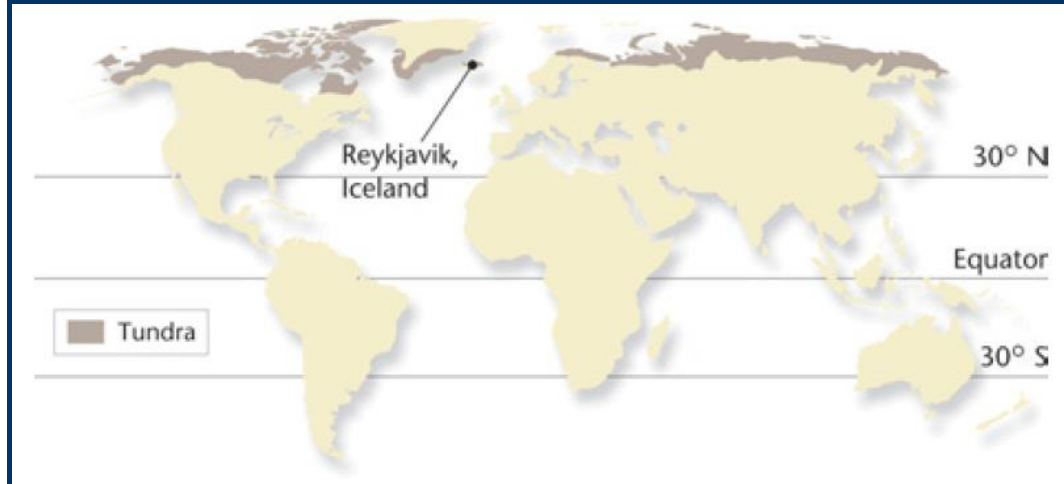 Reykjavik,
Iceland
30° N
Equator
Tundra
30° S